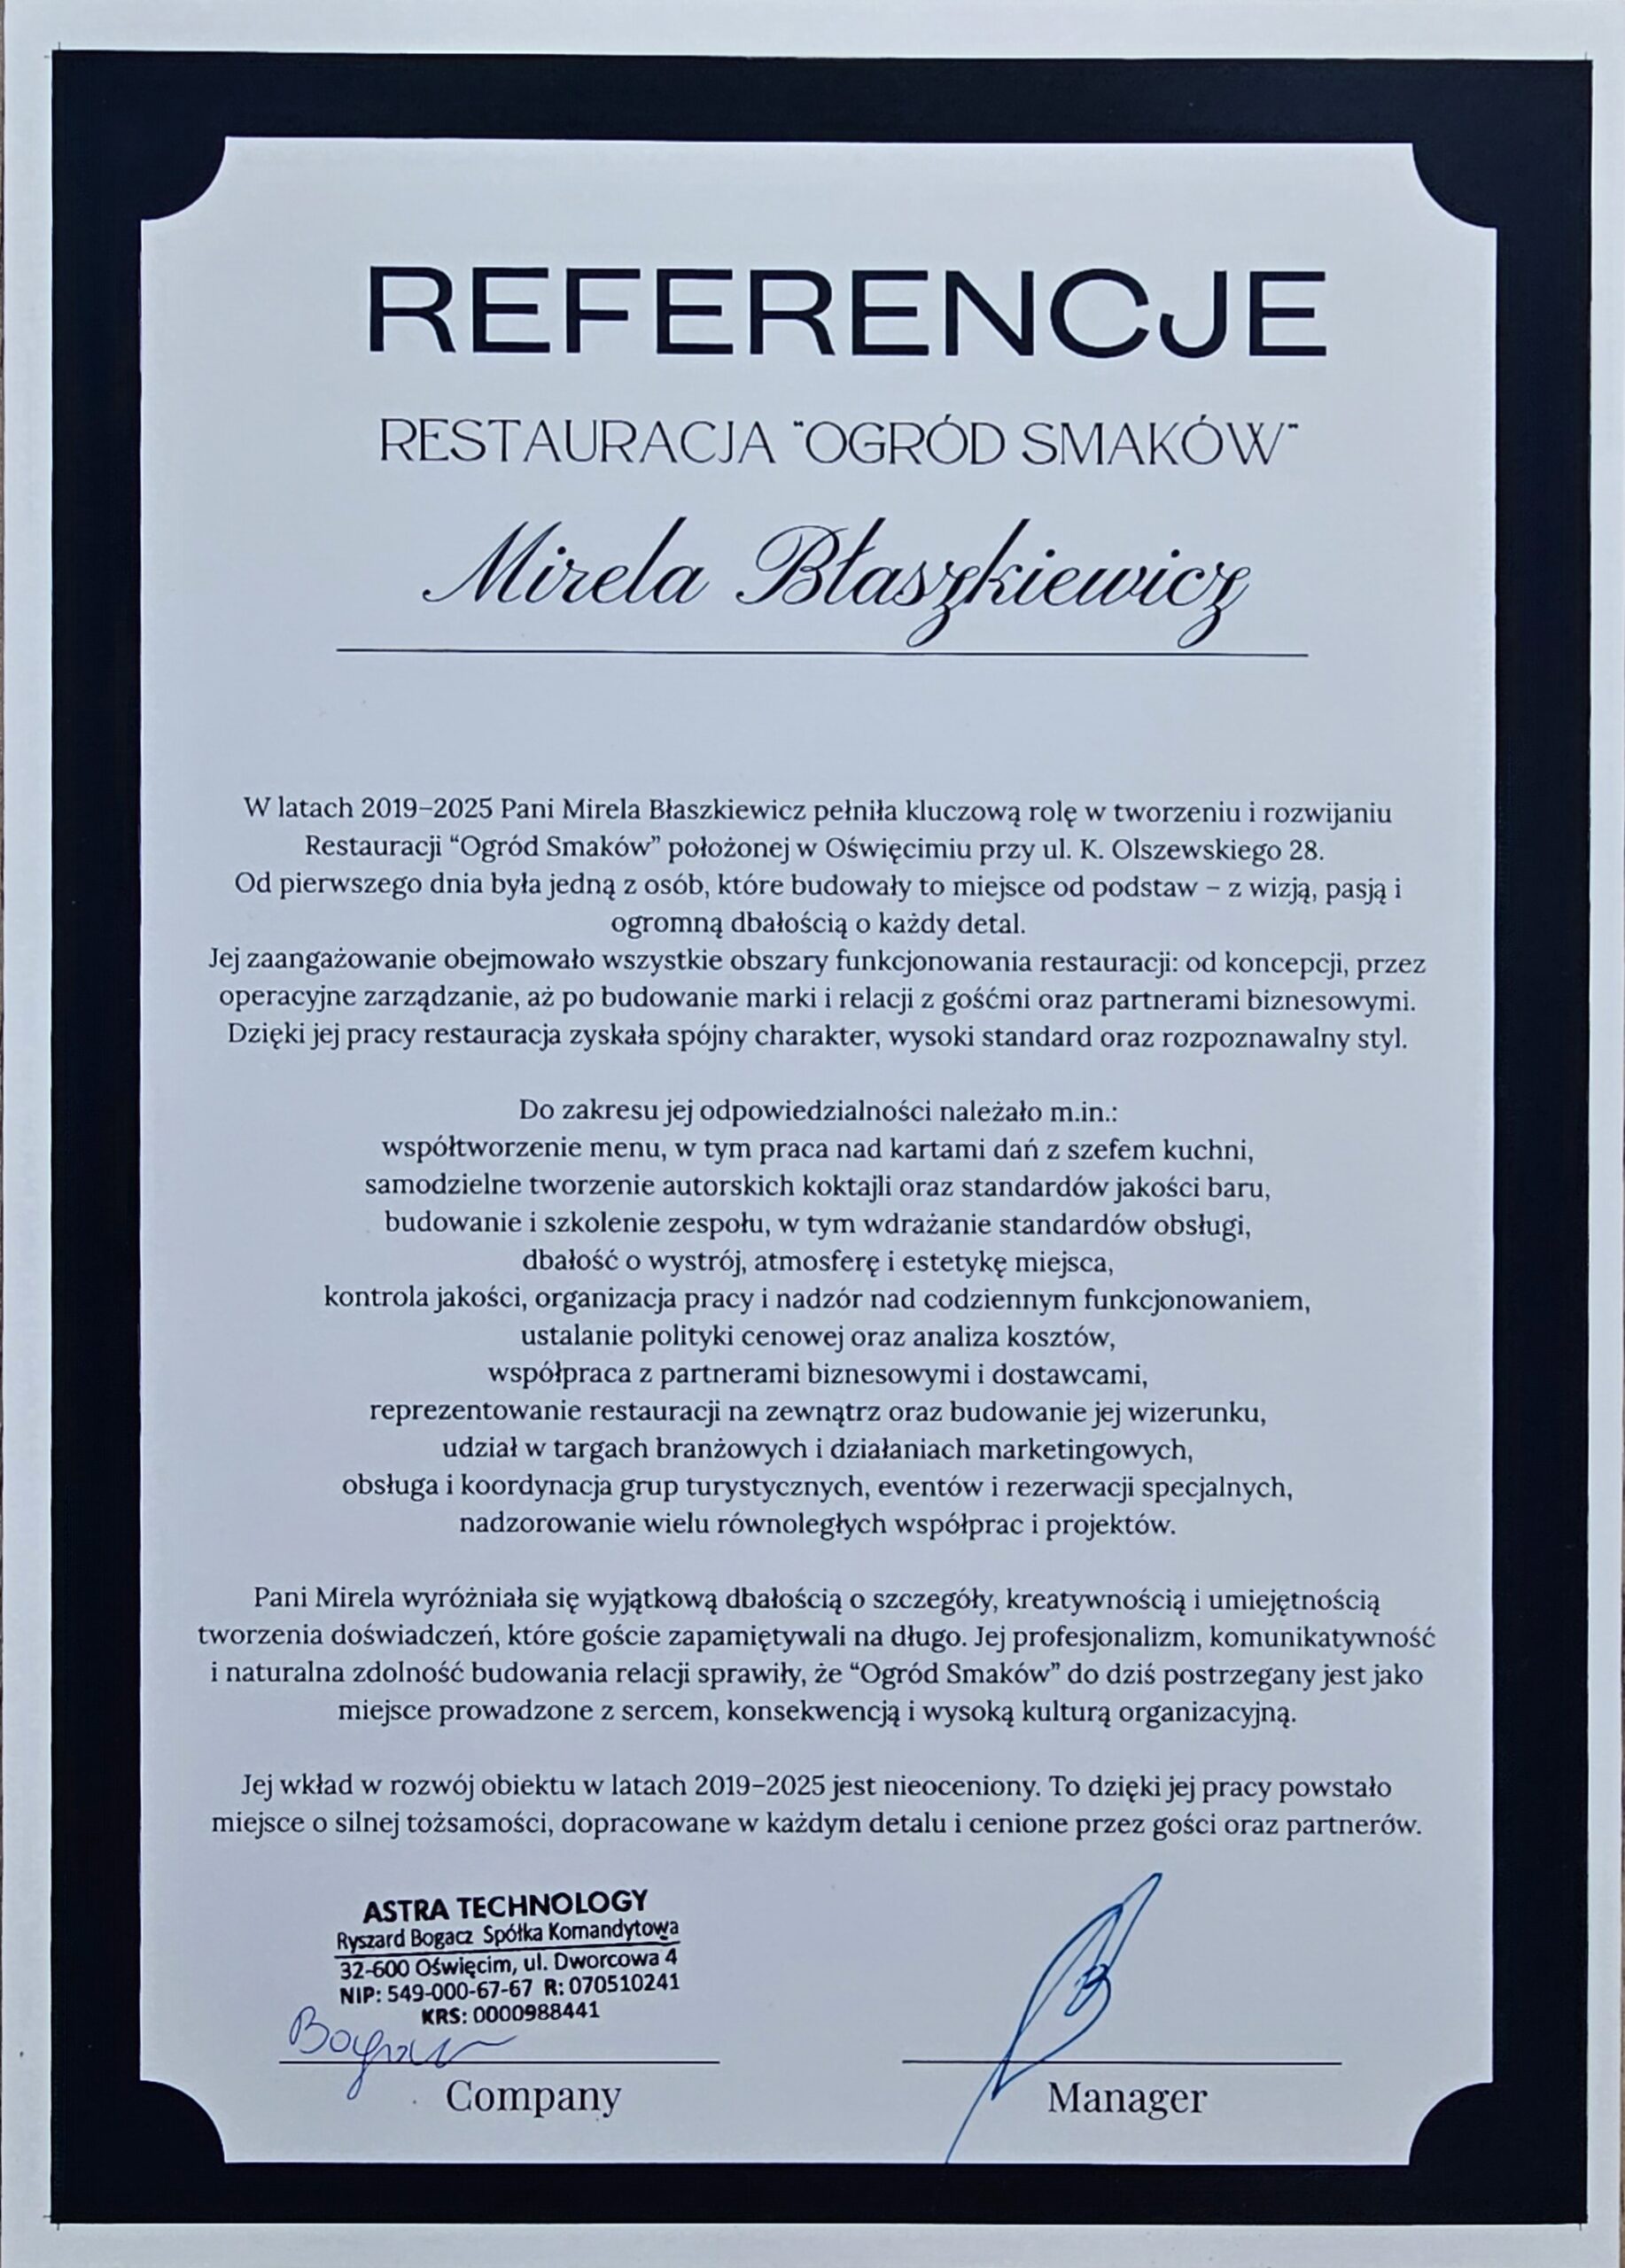 REFERENCJE
RESTAURACJA "OGRÓD SMAKÓW"
Mirela Błaszkiewicz
W latach 2019–2025 Pani Mirela Błaszkiewicz pełniła kluczową rolę w tworzeniu i rozwijaniu
Restauracji “Ogród Smaków” położonej w Oświęcimiu przy ul. K. Olszewskiego 28.
Od pierwszego dnia była jedną z osób, które budowały to miejsce od podstaw – z wizją, pasją i
ogromną dbałością o każdy detal.
Jej zaangażowanie obejmowało wszystkie obszary funkcjonowania restauracji: od koncepcji, przez
operacyjne zarządzanie, aż po budowanie marki i relacji z gośćmi oraz partnerami biznesowymi.
Dzięki jej pracy restauracja zyskała spójny charakter, wysoki standard oraz rozpoznawalny styl.
Do zakresu jej odpowiedzialności należało m.in.:
współtworzenie menu, w tym praca nad kartami dań z szefem kuchni,
samodzielne tworzenie autorskich koktajli oraz standardów jakości baru,
budowanie i szkolenie zespołu, w tym wdrażanie standardów obsługi,
dbałość o wystrój, atmosferę i estetykę miejsca,
kontrola jakości, organizacja pracy i nadzór nad codziennym funkcjonowaniem,
ustalanie polityki cenowej oraz analiza kosztów,
współpraca z partnerami biznesowymi i dostawcami,
reprezentowanie restauracji na zewnątrz oraz budowanie jej wizerunku,
udział w targach branżowych i działaniach marketingowych,
obsługa i koordynacja grup turystycznych, eventów i rezerwacji specjalnych,
nadzorowanie wielu równoległych współprac i projektów.
Pani Mirela wyróżniała się wyjątkową dbałością o szczegóły, kreatywnością i umiejętnością
tworzenia doświadczeń, które goście zapamiętywali na długo. Jej profesjonalizm, komunikatywność
i naturalna zdolność budowania relacji sprawiły, że “Ogród Smaków” do dziś postrzegany jest jako
miejsce prowadzone z sercem, konsekwencją i wysoką kulturą organizacyjną.
Jej wkład w rozwój obiektu w latach 2019–2025 jest nieoceniony. To dzięki jej pracy powstało
miejsce o silnej tożsamości, dopracowane w każdym detalu i cenione przez gości oraz partnerów.
ASTRA TECHNOLOGY
Ryszard Bogacz Spółka Komandytowa
32-600 Oświęcim, ul. Dworcowa 4
NIP: 549-000-67-67 R: 070510241
KRS: 0000988441
Company
Manager